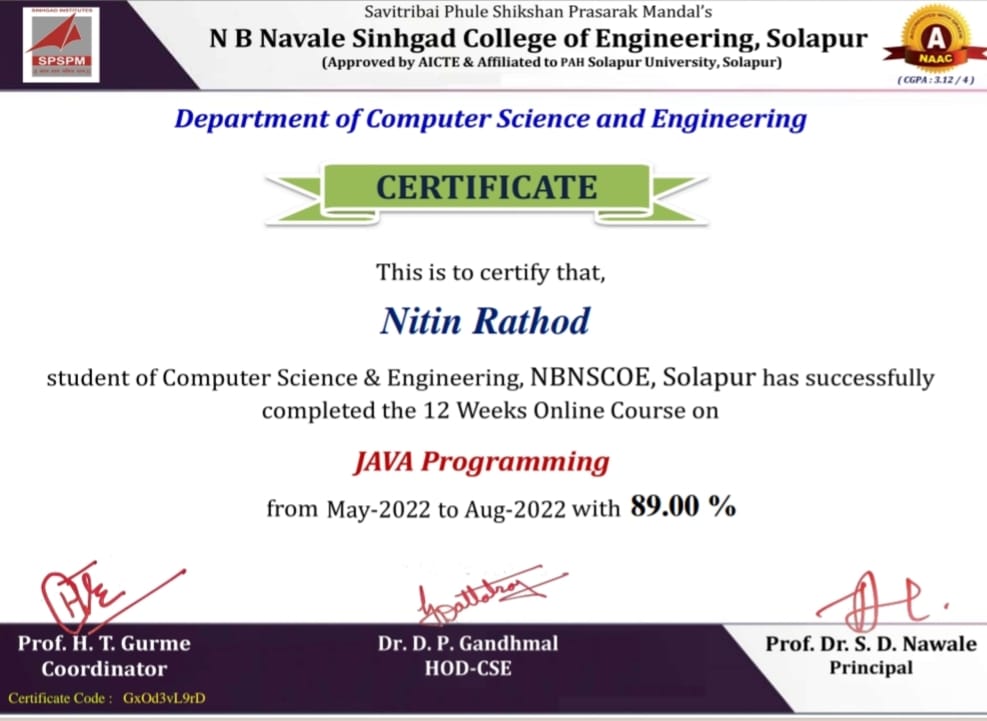 SINHGAD INSTITUTES
SPSPM
Savitribai Phule Shikshan Prasarak Mandal's
N B Navale Sinhgad College of Engineering, Solapur
(Approved by AICTE & Affiliated to PAH Solapur University, Solapur)
A
NAAC
(CGPA : 3.12 / 4)
Department of Computer Science and Engineering
CERTIFICATE
This is to certify that,
Nitin Rathod
student of Computer Science & Engineering, NBNSCOE, Solapur has successfully
completed the 12 Weeks Online Course on
JAVA Programming
from May-2022 to Aug-2022 with 89.00 %
Prof. H. T. Gurme
Coordinator
Dr. D. P. Gandhmal
HOD-CSE
Prof. Dr. S. D. Nawale
Principal
Certificate Code : GxOd3vL9rD